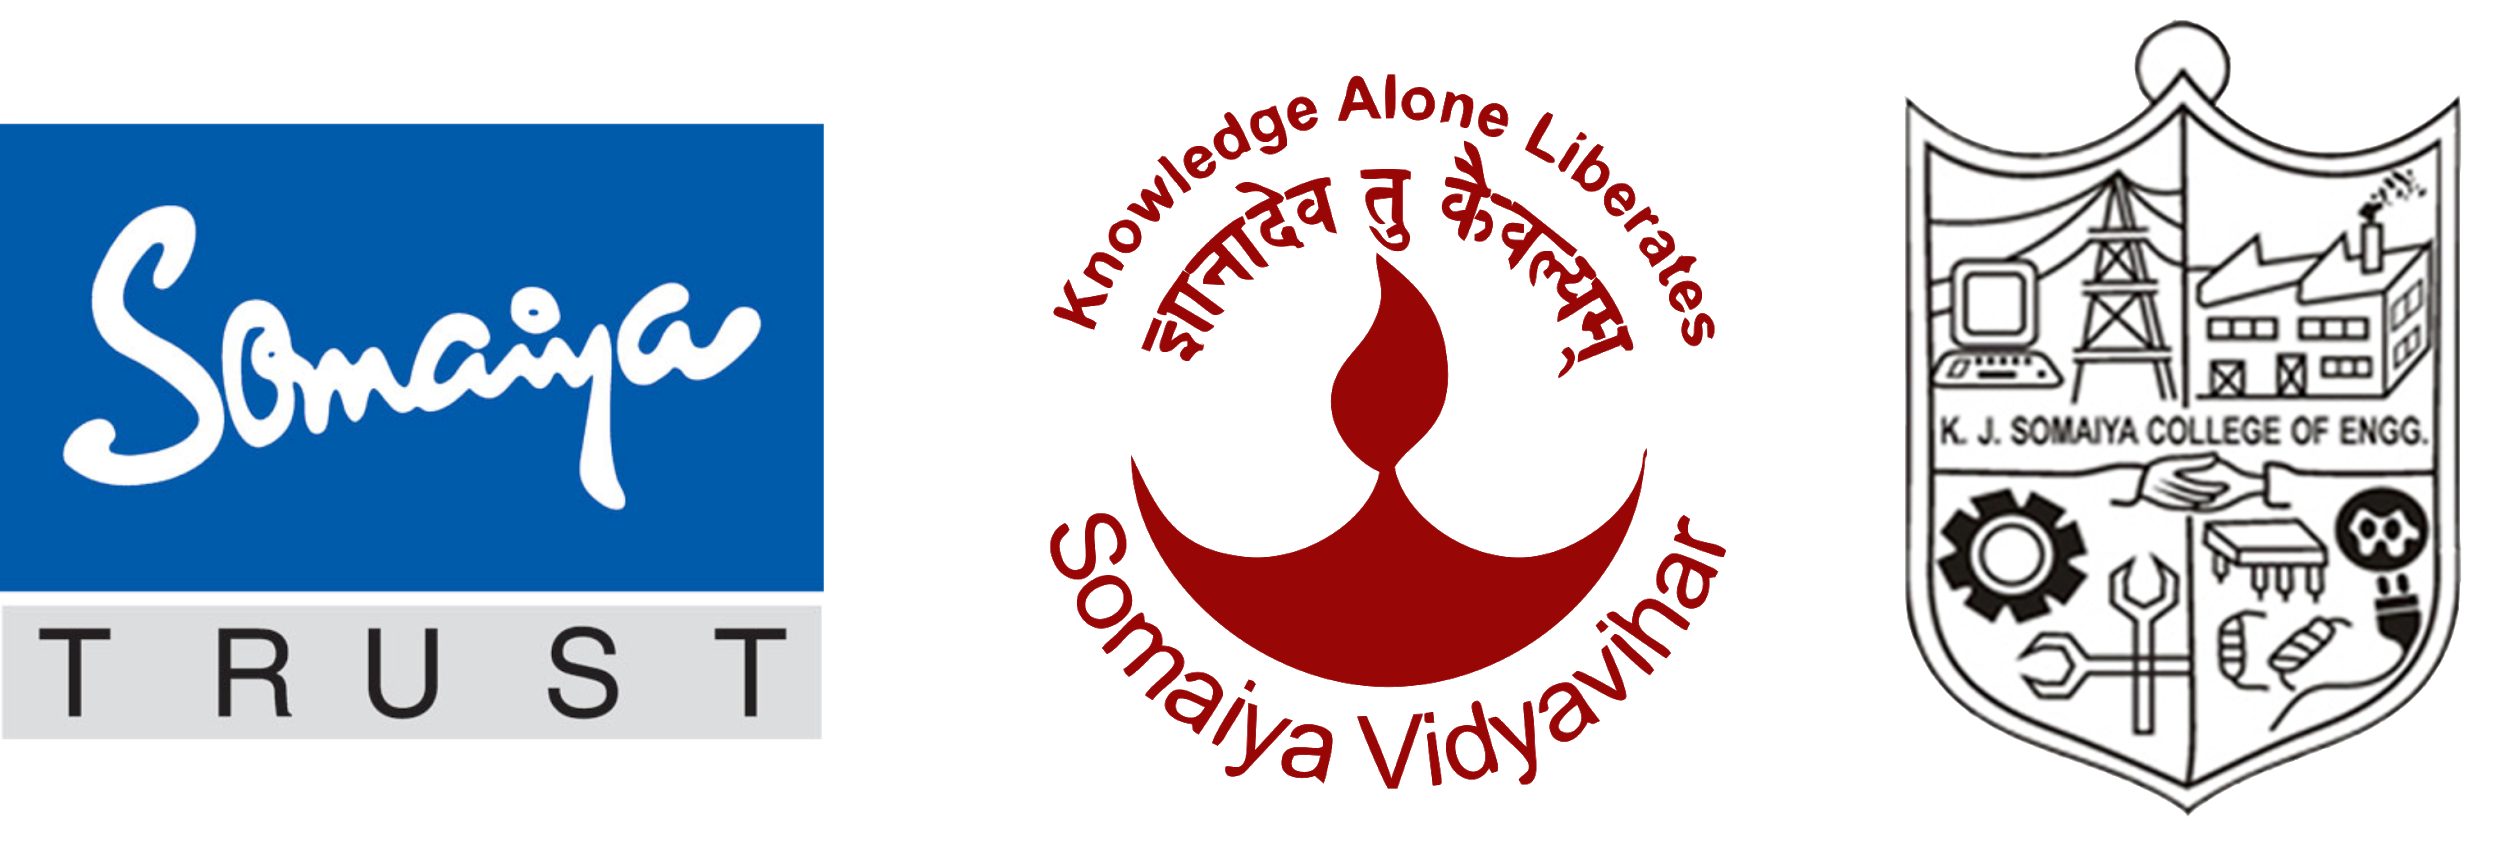 Somaiya
TRUST
Knowledge Alone Liberates
ज्ञानादेव तु कैवल्यम्
Somaiya Vidyavihar
K. J. SOMAIYA COLLEGE OF ENGG.